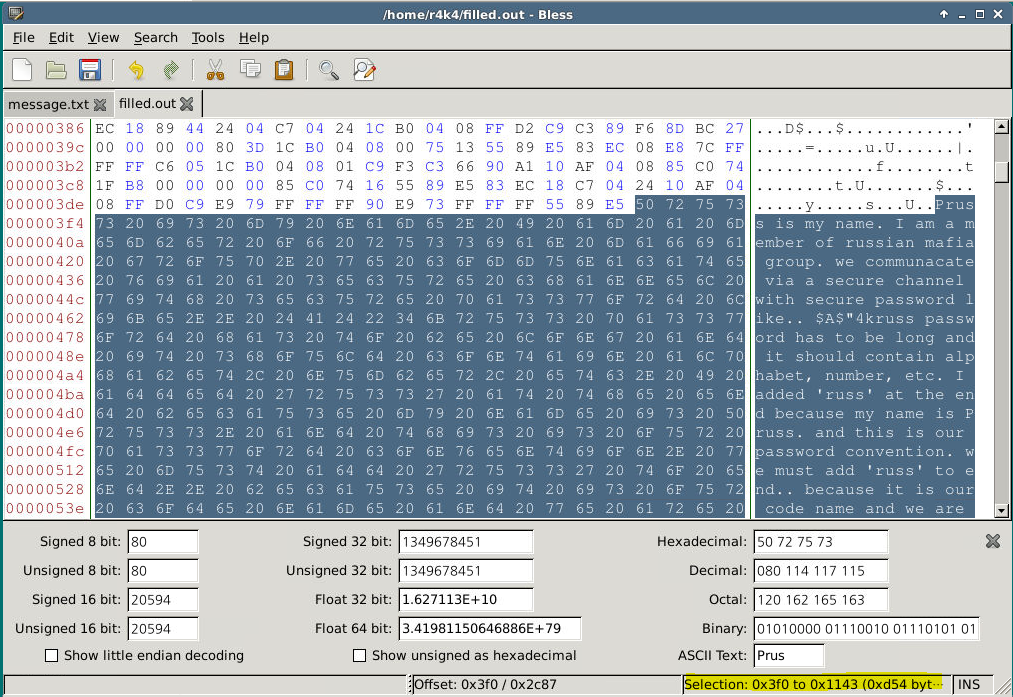 /home/r4k4/filled.out - Bless
File Edit View Search Tools Help
message.txt filled.out
00000386 EC 18 89 44 24 04 C7 04 24 1C B0 04 08 FF D2 C9 C3 89 F6 8D BC 27 ...D$...$............'
0000039c 00 00 00 00 80 3D 1C B0 04 08 00 75 13 55 89 E5 83 EC 08 E8 7C FF .....=.....u.U......|.
000003b2 FF FF C6 05 1C B0 04 08 01 C9 F3 C3 66 90 A1 10 AF 04 08 85 C0 74 ............f........t
000003c8 1F B8 00 00 00 00 85 C0 74 16 55 89 E5 83 EC 18 C7 04 24 10 AF 04 ........t.U.......$...
000003de 08 FF D0 C9 E9 79 FF FF FF 90 E9 73 FF FF FF 55 89 E5 50 72 75 73 .....y.....s...U..Prus
000003f4 73 20 69 73 20 6D 79 20 6E 61 6D 65 2E 20 49 20 61 6D 20 61 20 6D s is my name. I am a m
0000040a 65 6D 62 65 72 20 6F 66 20 72 75 73 73 69 61 6E 20 6D 61 66 69 61 ember of russian mafia
00000420 20 67 72 6F 75 70 2E 20 77 65 20 63 6F 6D 6D 75 6E 61 63 61 74 65 group. we communacate
00000436 20 76 69 61 20 61 20 73 65 63 75 72 65 20 63 68 61 6E 6E 65 6C 20 via a secure channel
0000044c 77 69 74 68 20 73 65 63 75 72 65 20 70 61 73 73 77 6F 72 64 20 6C with secure password l
00000462 69 6B 65 2E 2E 20 24 41 24 22 34 6B 72 75 73 73 20 70 61 73 73 77 ike.. $A$"4kruss passw
00000478 6F 72 64 20 68 61 73 20 74 6F 20 62 65 20 6C 6F 6E 67 20 61 6E 64 ord has to be long and
0000048e 20 69 74 20 73 68 6F 75 6C 64 20 63 6F 6E 74 61 69 6E 20 61 6C 70 it should contain alp
000004a4 68 61 62 65 74 2C 20 6E 75 6D 62 65 72 2C 20 65 74 63 2E 20 49 20 habet, number, etc. I
000004ba 61 64 64 65 64 20 27 72 75 73 73 27 20 61 74 20 74 68 65 20 65 6E added 'russ' at the en
000004d0 64 20 62 65 63 61 75 73 65 20 6D 79 20 6E 61 6D 65 20 69 73 20 50 d because my name is P
000004e6 72 75 73 73 2E 20 61 6E 64 20 74 68 69 73 20 69 73 20 6F 75 72 20 russ. and this is our
000004fc 70 61 73 73 77 6F 72 64 20 63 6F 6E 76 65 6E 74 69 6F 6E 2E 20 77 password convention. w
00000512 65 20 6D 75 73 74 20 61 64 64 20 27 72 75 73 73 27 20 74 6F 20 65 e must add 'russ' to e
00000528 6E 64 2E 2E 20 62 65 63 61 75 73 65 20 69 74 20 69 73 20 6F 75 72 nd.. because it is our
0000053e 20 63 6F 64 65 20 6E 61 6D 65 20 61 6E 64 20 77 65 20 61 72 65 20 code name and we are
Signed 8 bit: 80 Signed 32 bit: 1349678451 Hexadecimal: 50 72 75 73
Unsigned 8 bit: 80 Unsigned 32 bit: 1349678451 Decimal: 080 114 117 115
Signed 16 bit: 20594 Float 32 bit: 1.627113E+10 Octal: 120 162 165 163
Unsigned 16 bit: 20594 Float 64 bit: 3.41981150646886E+79 Binary: 01010000 01110010 01110101 01
Show little endian decoding Show unsigned as hexadecimal ASCII Text: Prus
Offset: 0x3f0 / 0x2c87 Selection: 0x3f0 to 0x1143 (0xd54 byt··· INS